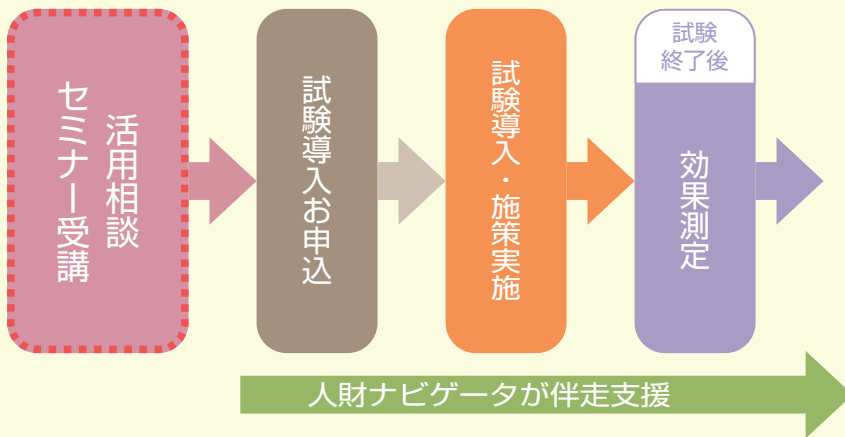 活用相談
セミナー受講
試験導入お申込
試験導入・施策実施
試験
終了後
効果測定
人財ナビゲータが伴走支援